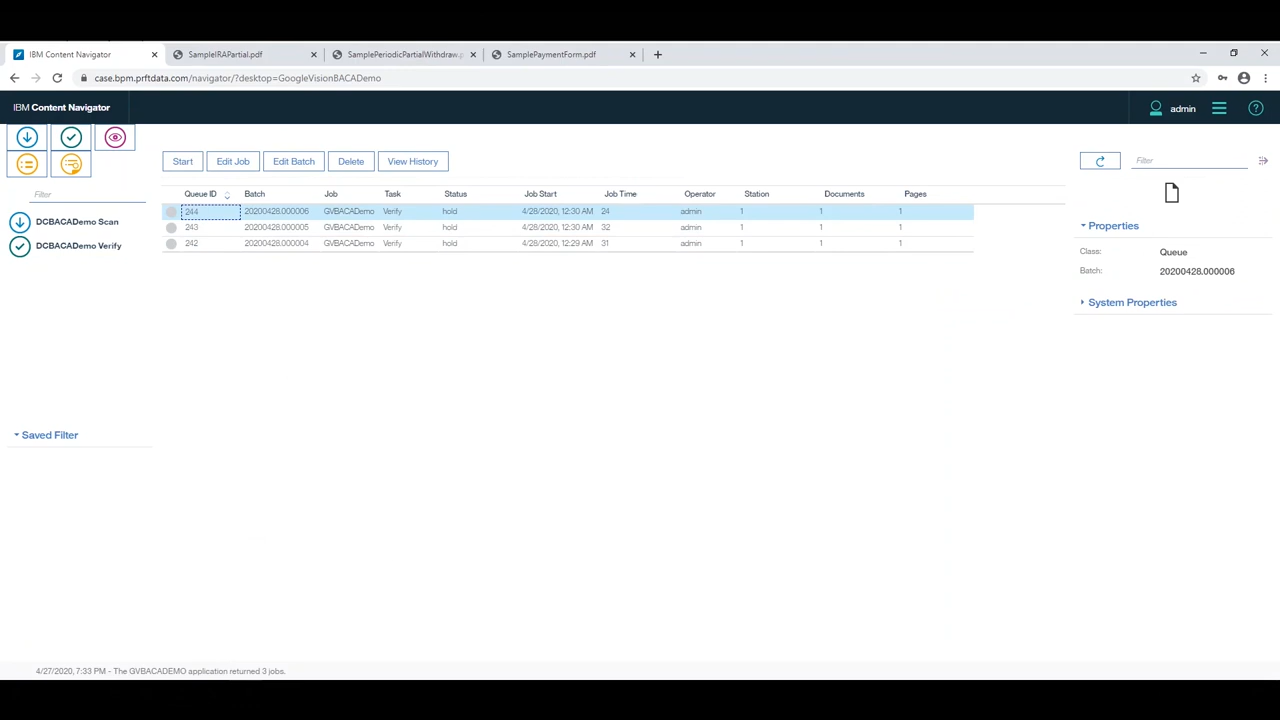 IBM Content Navigator
SampleIRAPartial.pdf
SamplePeriodicPartialWithdraw.p
SamplePaymentForm.pdf
case.bpm.prftdata.com/navigator/?desktop=GoogleVisionBACADemo
IBM Content Navigator
admin
Start
Edit Job
Edit Batch
Delete
View History
Filter
Filter
Queue ID Batch Job Task Status Job Start Job Time Operator Station Documents Pages
244 20200428.000006 GVBACADemo Verify hold 4/28/2020, 12:30 AM 24 admin 1 1 1
243 20200428.000005 GVBACADemo Verify hold 4/28/2020, 12:30 AM 32 admin 1 1 1
242 20200428.000004 GVBACADemo Verify hold 4/28/2020, 12:29 AM 31 admin 1 1 1
DCBACADemo Scan
DCBACADemo Verify
Properties
Class: Queue
Batch: 20200428.000006
System Properties
Saved Filter
4/27/2020, 7:33 PM - The GVBACADEMO application returned 3 jobs.